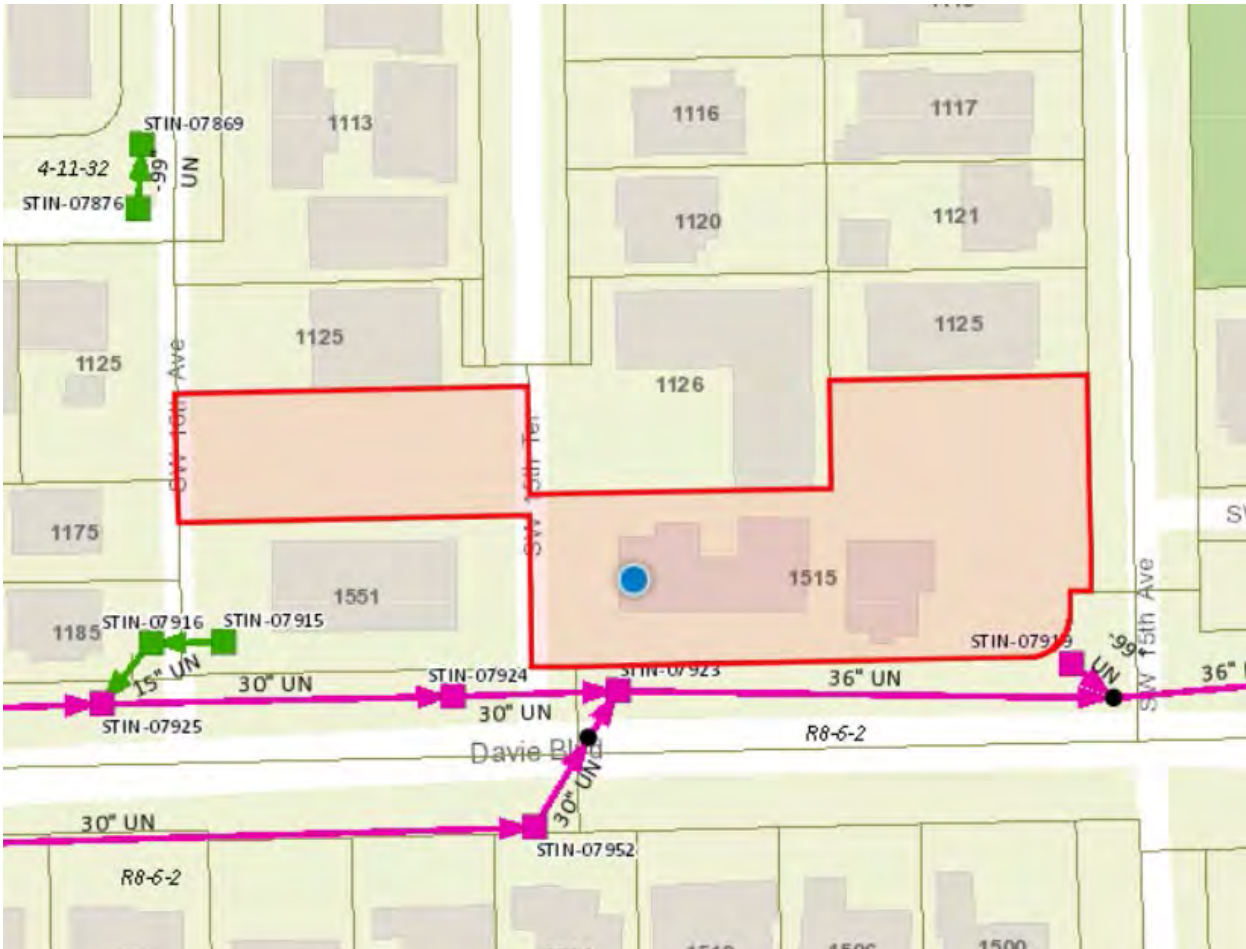 STIN-07869
4-11-32
-99"
UN
STIN-07876
1113
1116
1117
1120
1121
1125
1125
1125
1126
SW 16th Ave
SW 15th Ter
1175
1551
1515
1185
STIN-07916
STIN-07915
15" UN
30" UN
STIN-07924
STIN-07923
STIN-07919
-99"
UN
SW 15th Ave
36" UN
36"
STIN-07925
30" UN
Davie Blvd
R8-6-2
30" UN
30" UN
STIN-07952
R8-6-2
1506
1500